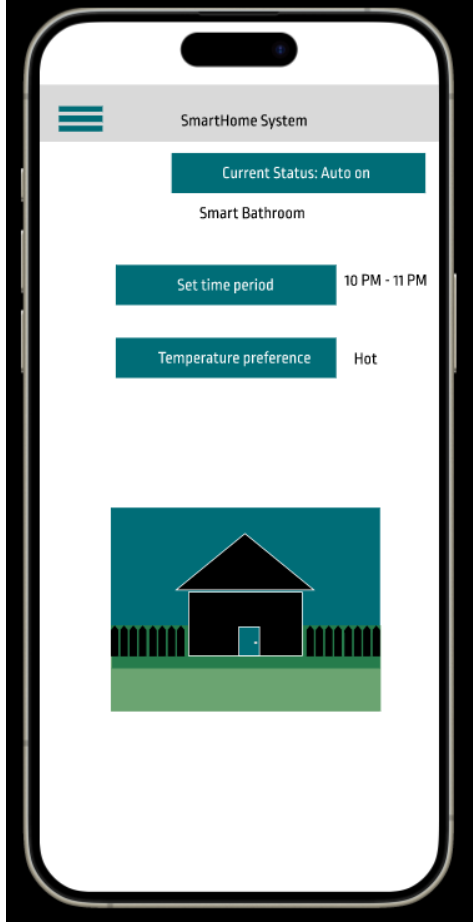 SmartHome System
Current Status: Auto on
Smart Bathroom
Set time period
10 PM - 11 PM
Temperature preference
Hot